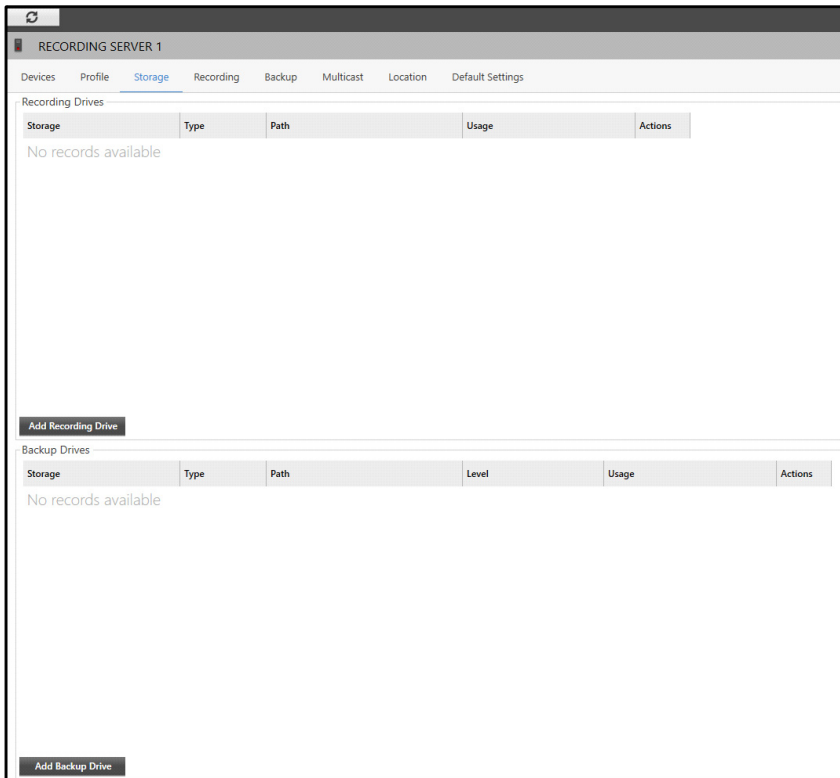 RECORDING SERVER 1
Devices Profile Storage Recording Backup Multicast Location Default Settings
Recording Drives
Storage Type Path Usage Actions
No records available
Add Recording Drive
Backup Drives
Storage Type Path Level Usage Actions
No records available
Add Backup Drive